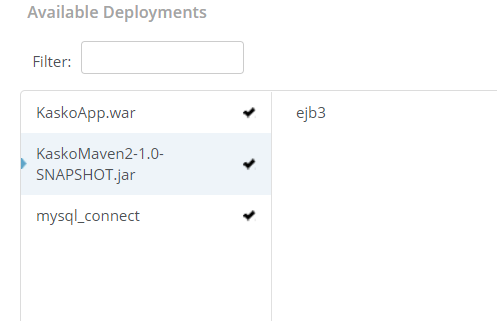 Available Deployments
Filter:
KaskoApp.war
ejb3
KaskoMaven2-1.0-
SNAPSHOT.jar
mysql_connect